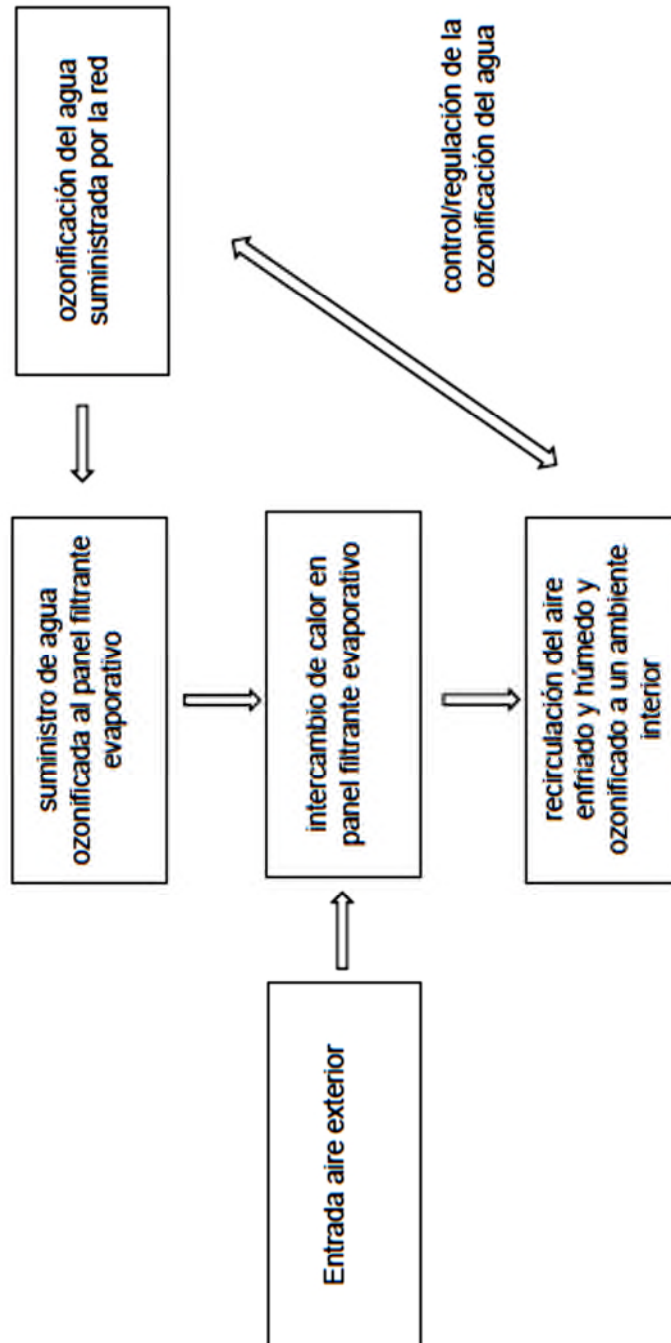 suministro de agua
ozonificada al panel filtrante
evaporativo
ozonificación del agua
suministrada por la red
Entrada aire exterior
intercambio de calor en
panel filtrante evaporativo
control/regulación de la
ozonificación del agua
recirculación del aire
enfriado y húmedo y
ozonificado a un ambiente
interior